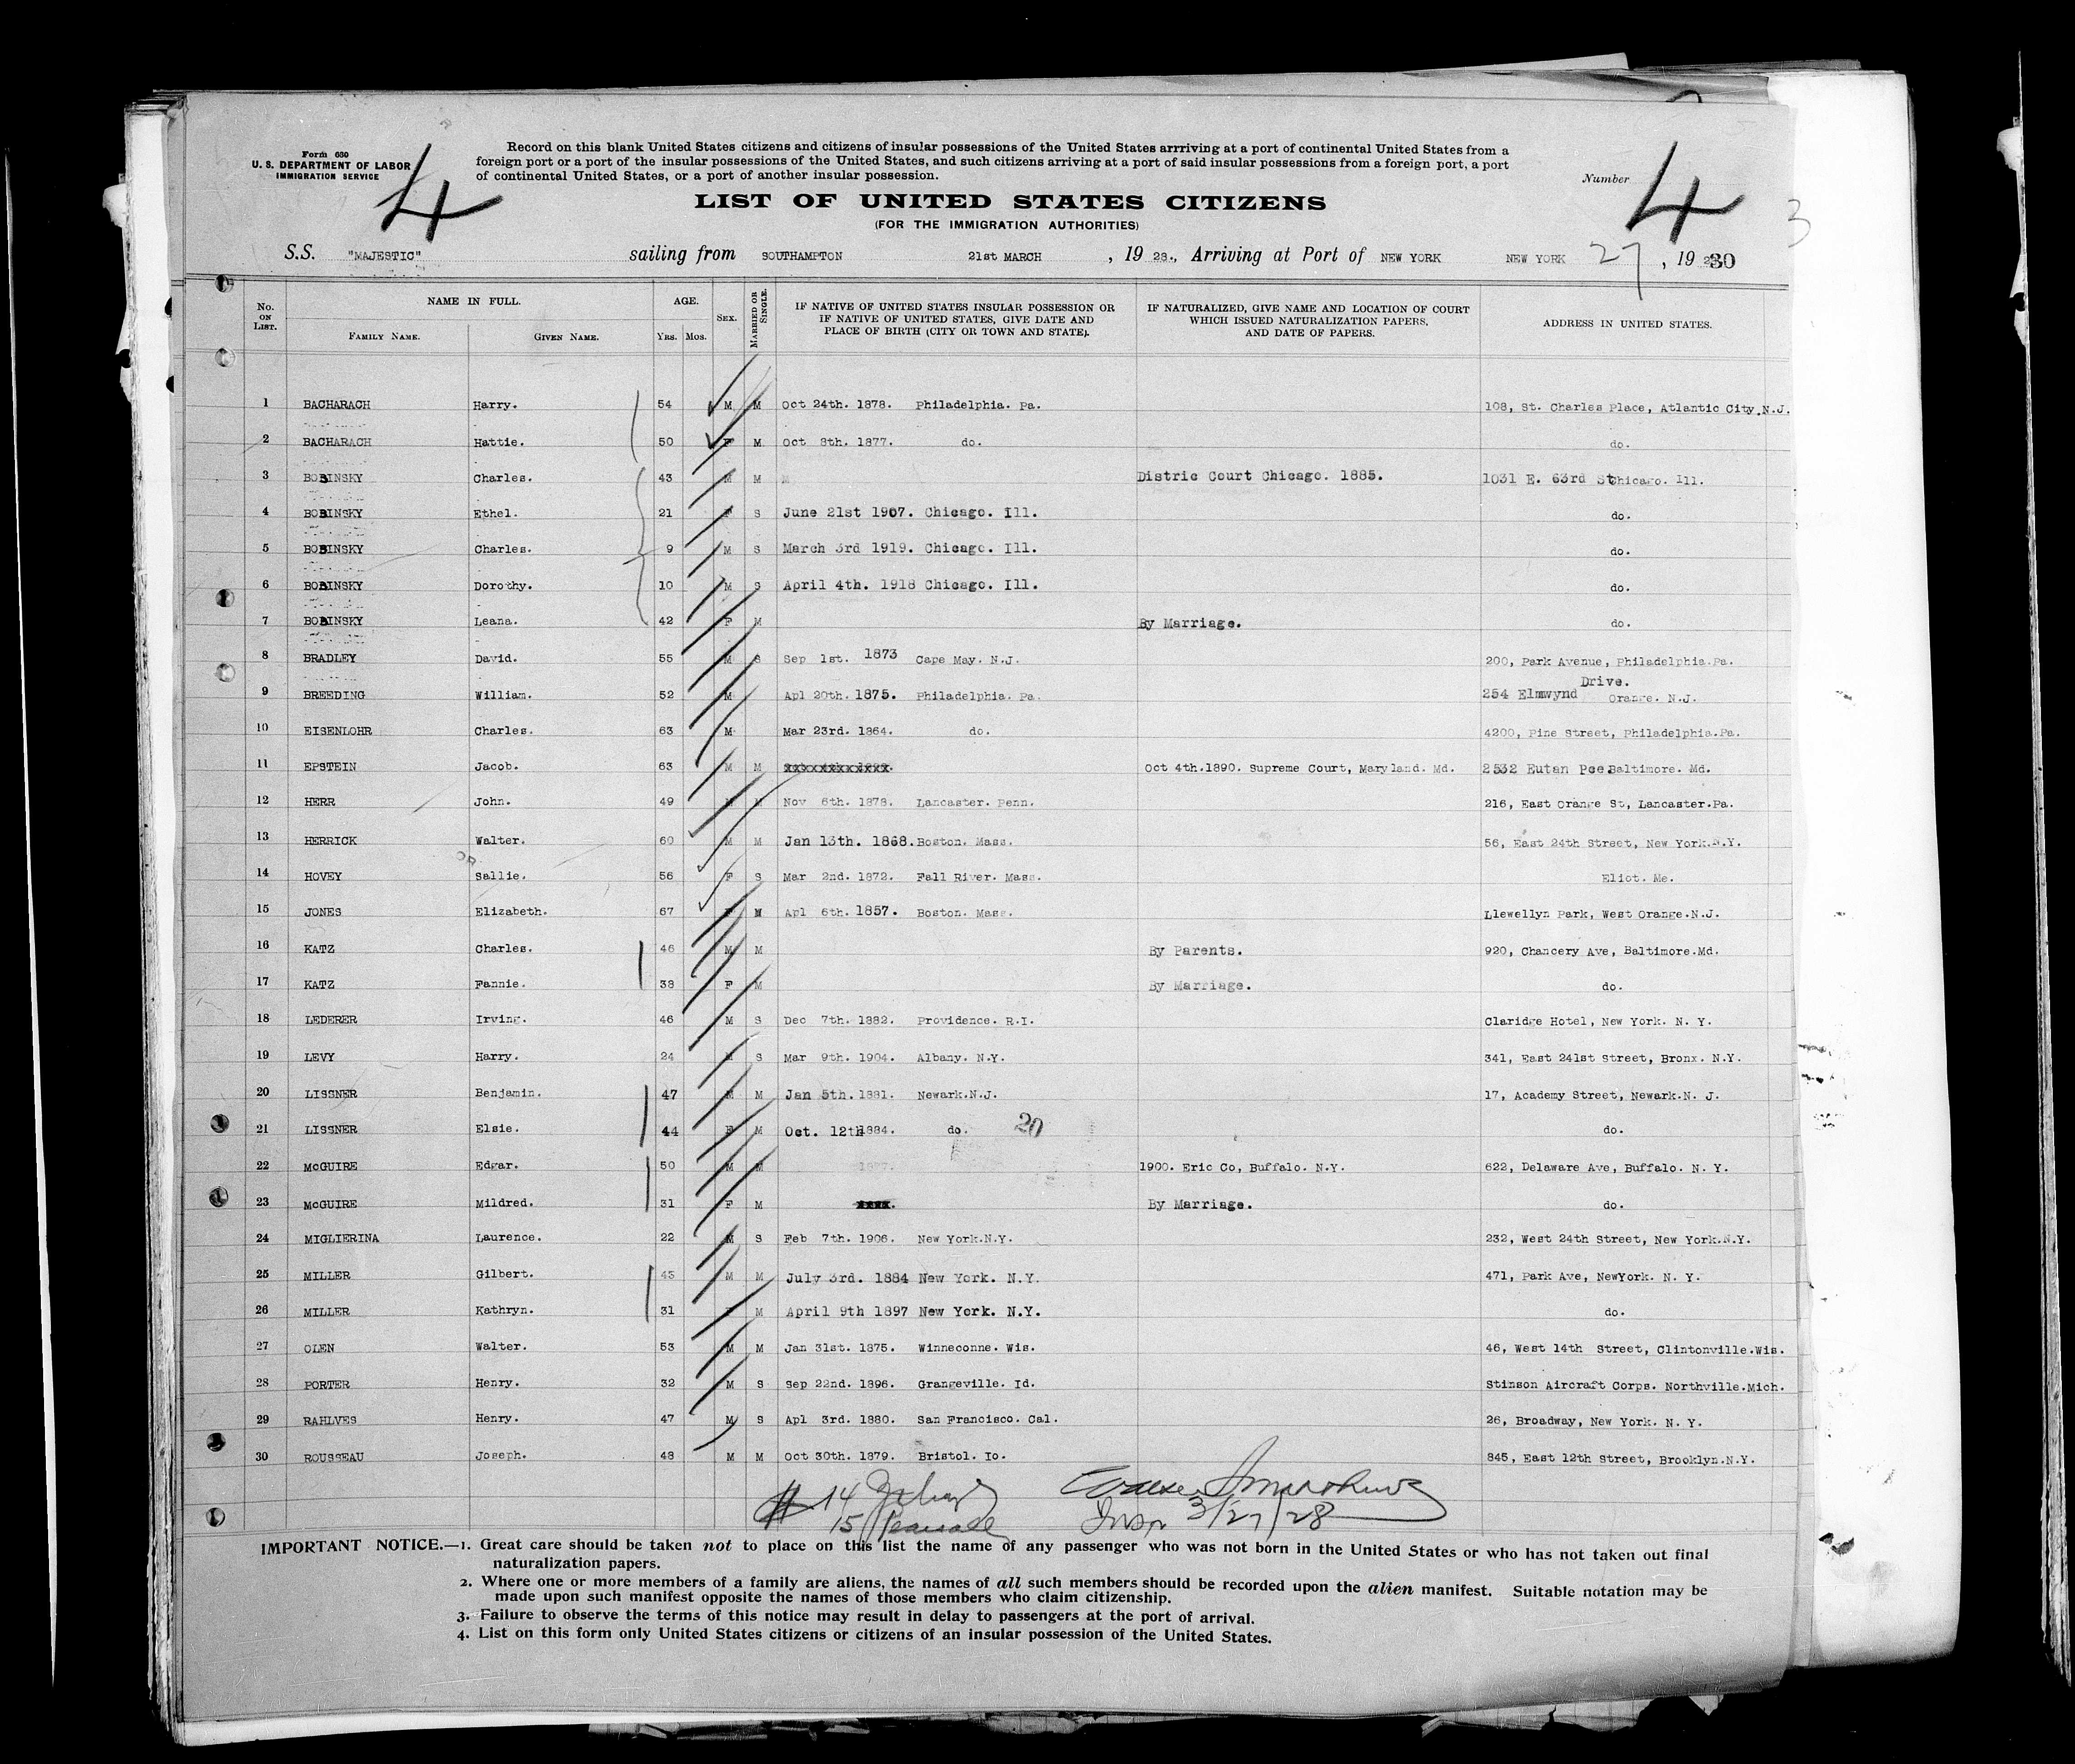 Form 630
U. S. DEPARTMENT OF LABOR
IMMIGRATION SERVICE
4
Record on this blank United States citizens and citizens of insular possessions of the United States arrriving at a port of continental United States from a
foreign port or a port of the insular possessions of the United States, and such citizens arriving at a port of said insular possessions from a foreign port, a port
of continental United States, or a port of another insular possession.
Number 4
3
LIST OF UNITED STATES CITIZENS
(FOR THE IMMIGRATION AUTHORITIES)
S.S. "MAJESTIC" sailing from SOUTHAMPTON 21st MARCH , 19 28., Arriving at Port of NEW YORK NEW YORK 27 , 19 30
No. ON LIST. NAME IN FULL. AGE. SEX. MARRIED OR SINGLE. IF NATIVE OF UNITED STATES INSULAR POSSESSION OR IF NATIVE OF UNITED STATES, GIVE DATE AND PLACE OF BIRTH (CITY OR TOWN AND STATE). IF NATURALIZED, GIVE NAME AND LOCATION OF COURT WHICH ISSUED NATURALIZATION PAPERS, AND DATE OF PAPERS. ADDRESS IN UNITED STATES.
FAMILY NAME. GIVEN NAME. YRS. MOS.
1 BACHARACH Harry. 54 M M Oct 24th. 1878. Philadelphia. Pa. 108, St. Charles Place, Atlantic City.N.J.
2 BACHARACH Hattie. 50 F M Oct 8th. 1877. do. do.
3 BOBINSKY Charles. 43 M M Distric Court Chicago. 1885. 1031 E. 63rd St Chicago. Ill.
4 BOBINSKY Ethel. 21 F S June 21st 1907. Chicago. Ill. do.
5 BOBINSKY Charles. 9 M S March 3rd 1919. Chicago. Ill. do.
6 BOBINSKY Dorothy. 10 M S April 4th. 1918 Chicago. Ill. do.
7 BOBINSKY Leana. 42 F M By Marriage. do.
8 BRADLEY David. 55 M S Sep 1st. 1873 Cape May. N.J. 200, Park Avenue, Philadelphia.Pa.
9 BREEDING William. 52 M Apl 20th. 1875. Philadelphia. Pa. 254 Elmwynd Drive. Orange. N.J.
10 EISENLOHR Charles. 63 M Mar 23rd. 1864. do. 4200, Pine Street, Philadelphia.Pa.
11 EPSTEIN Jacob. 63 M M Oct 4th.1890. Supreme Court, Maryland. Md. 2532 Eutan Pce Baltimore. Md.
12 HERR John. 49 M M Nov 6th. 1878. Lancaster. Penn. 216, East Orange St, Lancaster.Pa.
13 HERRICK Walter. 60 M M Jan 13th. 1868. Boston. Mass. 56, East 24th Street, New York.N.Y.
14 HOVEY Sallie. 56 F S Mar 2nd. 1872. Fall River. Mass. Eliot. Me.
15 JONES Elizabeth. 67 F M Apl 6th. 1857. Boston. Mass. Llewellyn Park, West Orange.N.J.
16 KATZ Charles. 46 M M By Parents. 920, Chancery Ave, Baltimore.Md.
17 KATZ Fannie. 38 F M By Marriage. do.
18 LEDERER Irving. 46 M S Dec 7th. 1882. Providence. R.I. Claridge Hotel, New York. N. Y.
19 LEVY Harry. 24 M S Mar 9th. 1904. Albany. N.Y. 341, East 241st Street, Bronx. N.Y.
20 LISSNER Benjamin. 47 M M Jan 5th. 1881. Newark.N.J. 17, Academy Street, Newark.N. J.
21 LISSNER Elsie. 44 F M Oct. 12th 1884. do. 20 do.
22 McGUIRE Edgar. 50 M M 1877. 1900. Eric Co, Buffalo. N.Y. 622, Delaware Ave, Buffalo. N. Y.
23 McGUIRE Mildred. 31 F M By Marriage. do.
24 MIGLIERINA Laurence. 22 M S Feb 7th. 1906. New York.N.Y. 232, West 24th Street, New York.N.Y.
25 MILLER Gilbert. 43 M M July 3rd. 1884 New York. N.Y. 471, Park Ave, NewYork. N. Y.
26 MILLER Kathryn. 31 F M April 9th 1897 New York. N.Y. do.
27 OLEN Walter. 53 M M Jan 31st. 1875. Winneconne. Wis. 46, West 14th Street, Clintonville.Wis.
28 PORTER Henry. 32 M S Sep 22nd. 1896. Grangeville. Id. Stinson Aircraft Corps. Northville.Mich.
29 RAHLVES Henry. 47 M S Apl 3rd. 1880. San Francisco. Cal. 26, Broadway, New York. N. Y.
30 ROUSSEAU Joseph. 48 M M Oct 30th. 1879. Bristol. Io. 845, East 12th Street, Brooklyn.N.Y.
# 14
15
Insp 3/27/28
IMPORTANT NOTICE.—1. Great care should be taken not to place on this list the name of any passenger who was not born in the United States or who has not taken out final
naturalization papers.
2. Where one or more members of a family are aliens, the names of all such members should be recorded upon the alien manifest. Suitable notation may be
made upon such manifest opposite the names of those members who claim citizenship.
3. Failure to observe the terms of this notice may result in delay to passengers at the port of arrival.
4. List on this form only United States citizens or citizens of an insular possession of the United States.